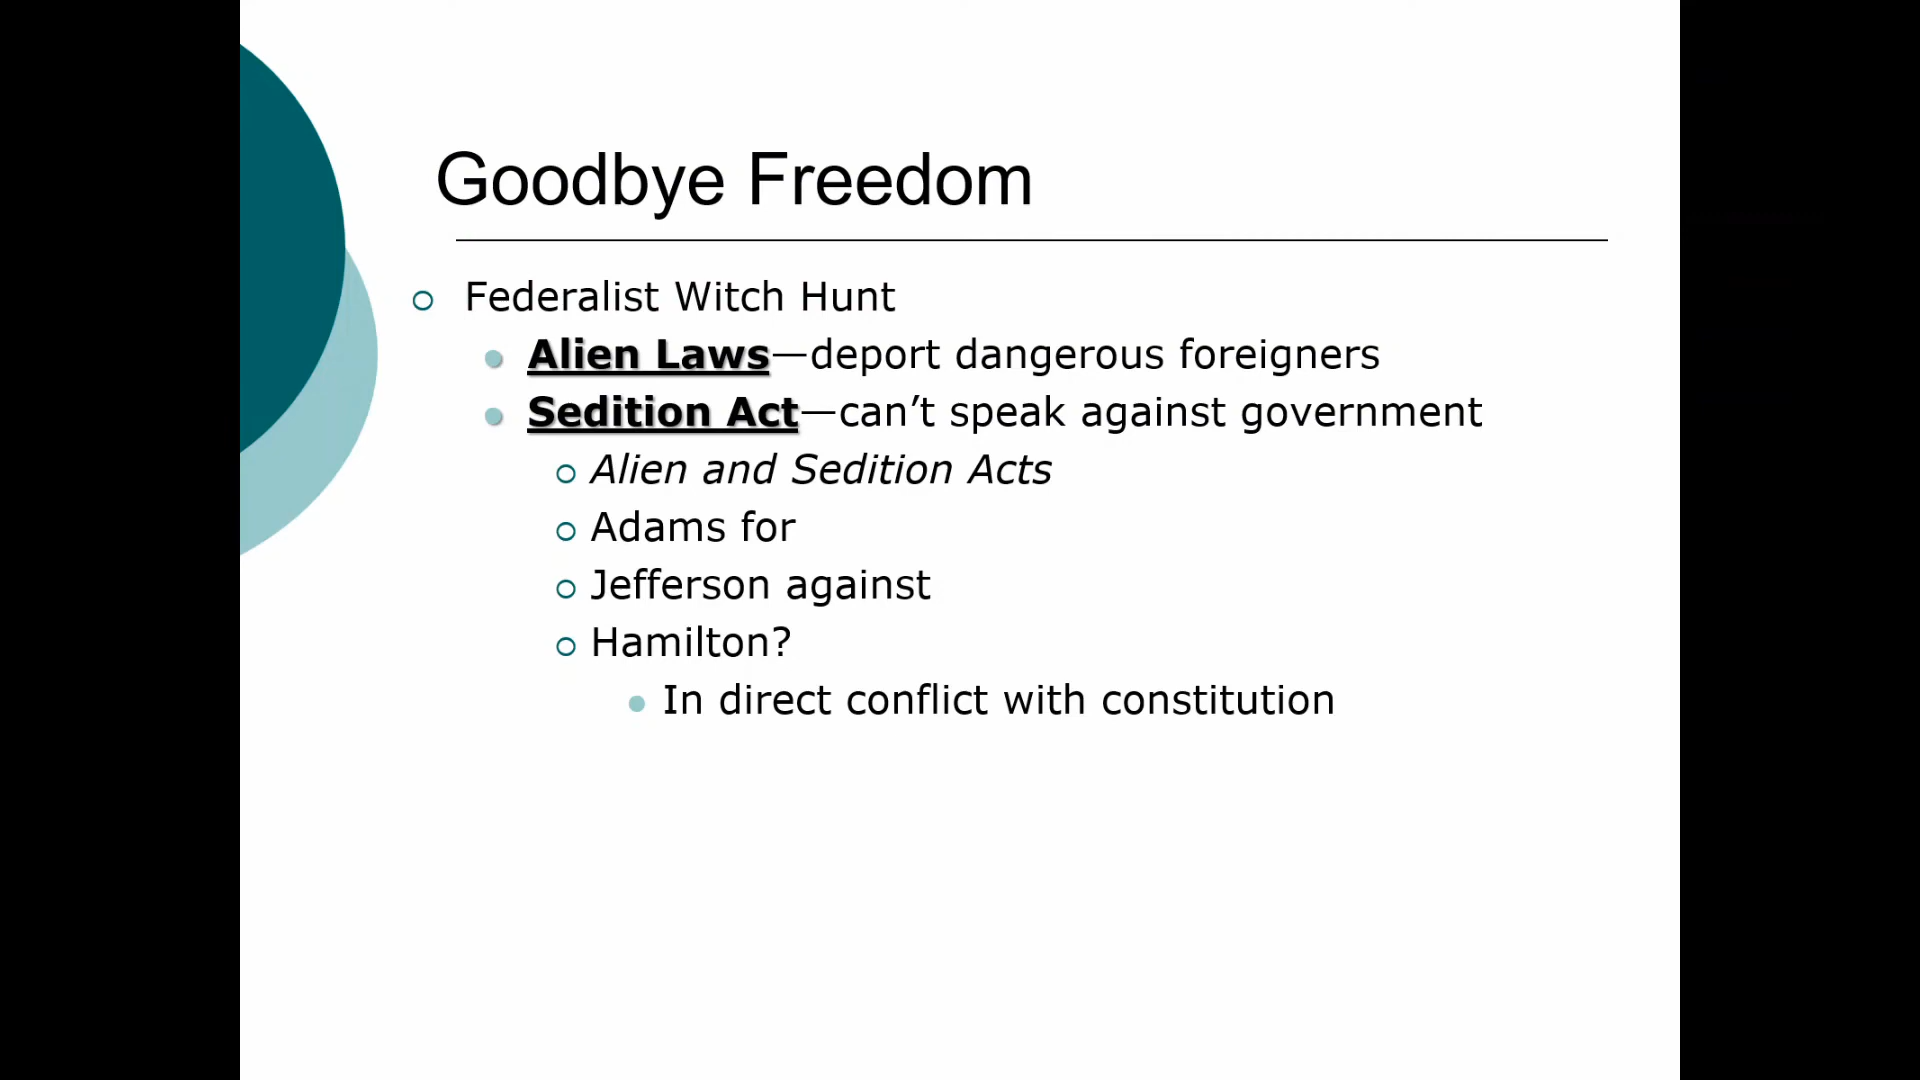 Goodbye Freedom
Federalist Witch Hunt
Alien Laws—deport dangerous foreigners
Sedition Act—can’t speak against government
Alien and Sedition Acts
Adams for
Jefferson against
Hamilton?
In direct conflict with constitution